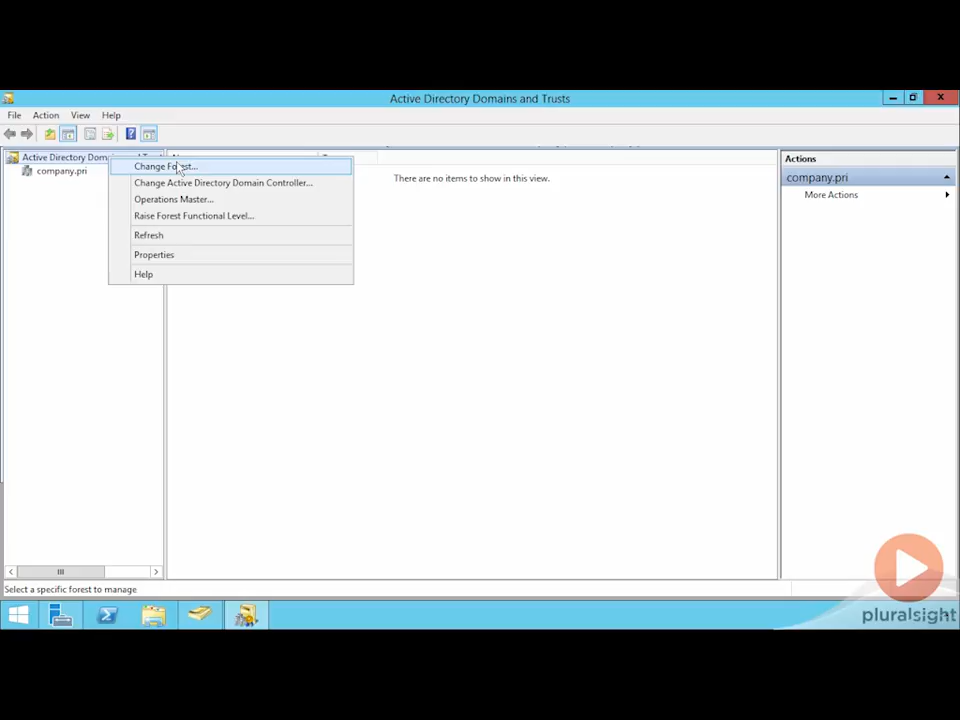 Active Directory Domains and Trusts
File Action View Help
Active Directory Dom
company.pri
Change Forest...
Change Active Directory Domain Controller...
Operations Master...
Raise Forest Functional Level...
Refresh
Properties
Help
There are no items to show in this view.
Actions
company.pri
More Actions
Select a specific forest to manage
pluralsight